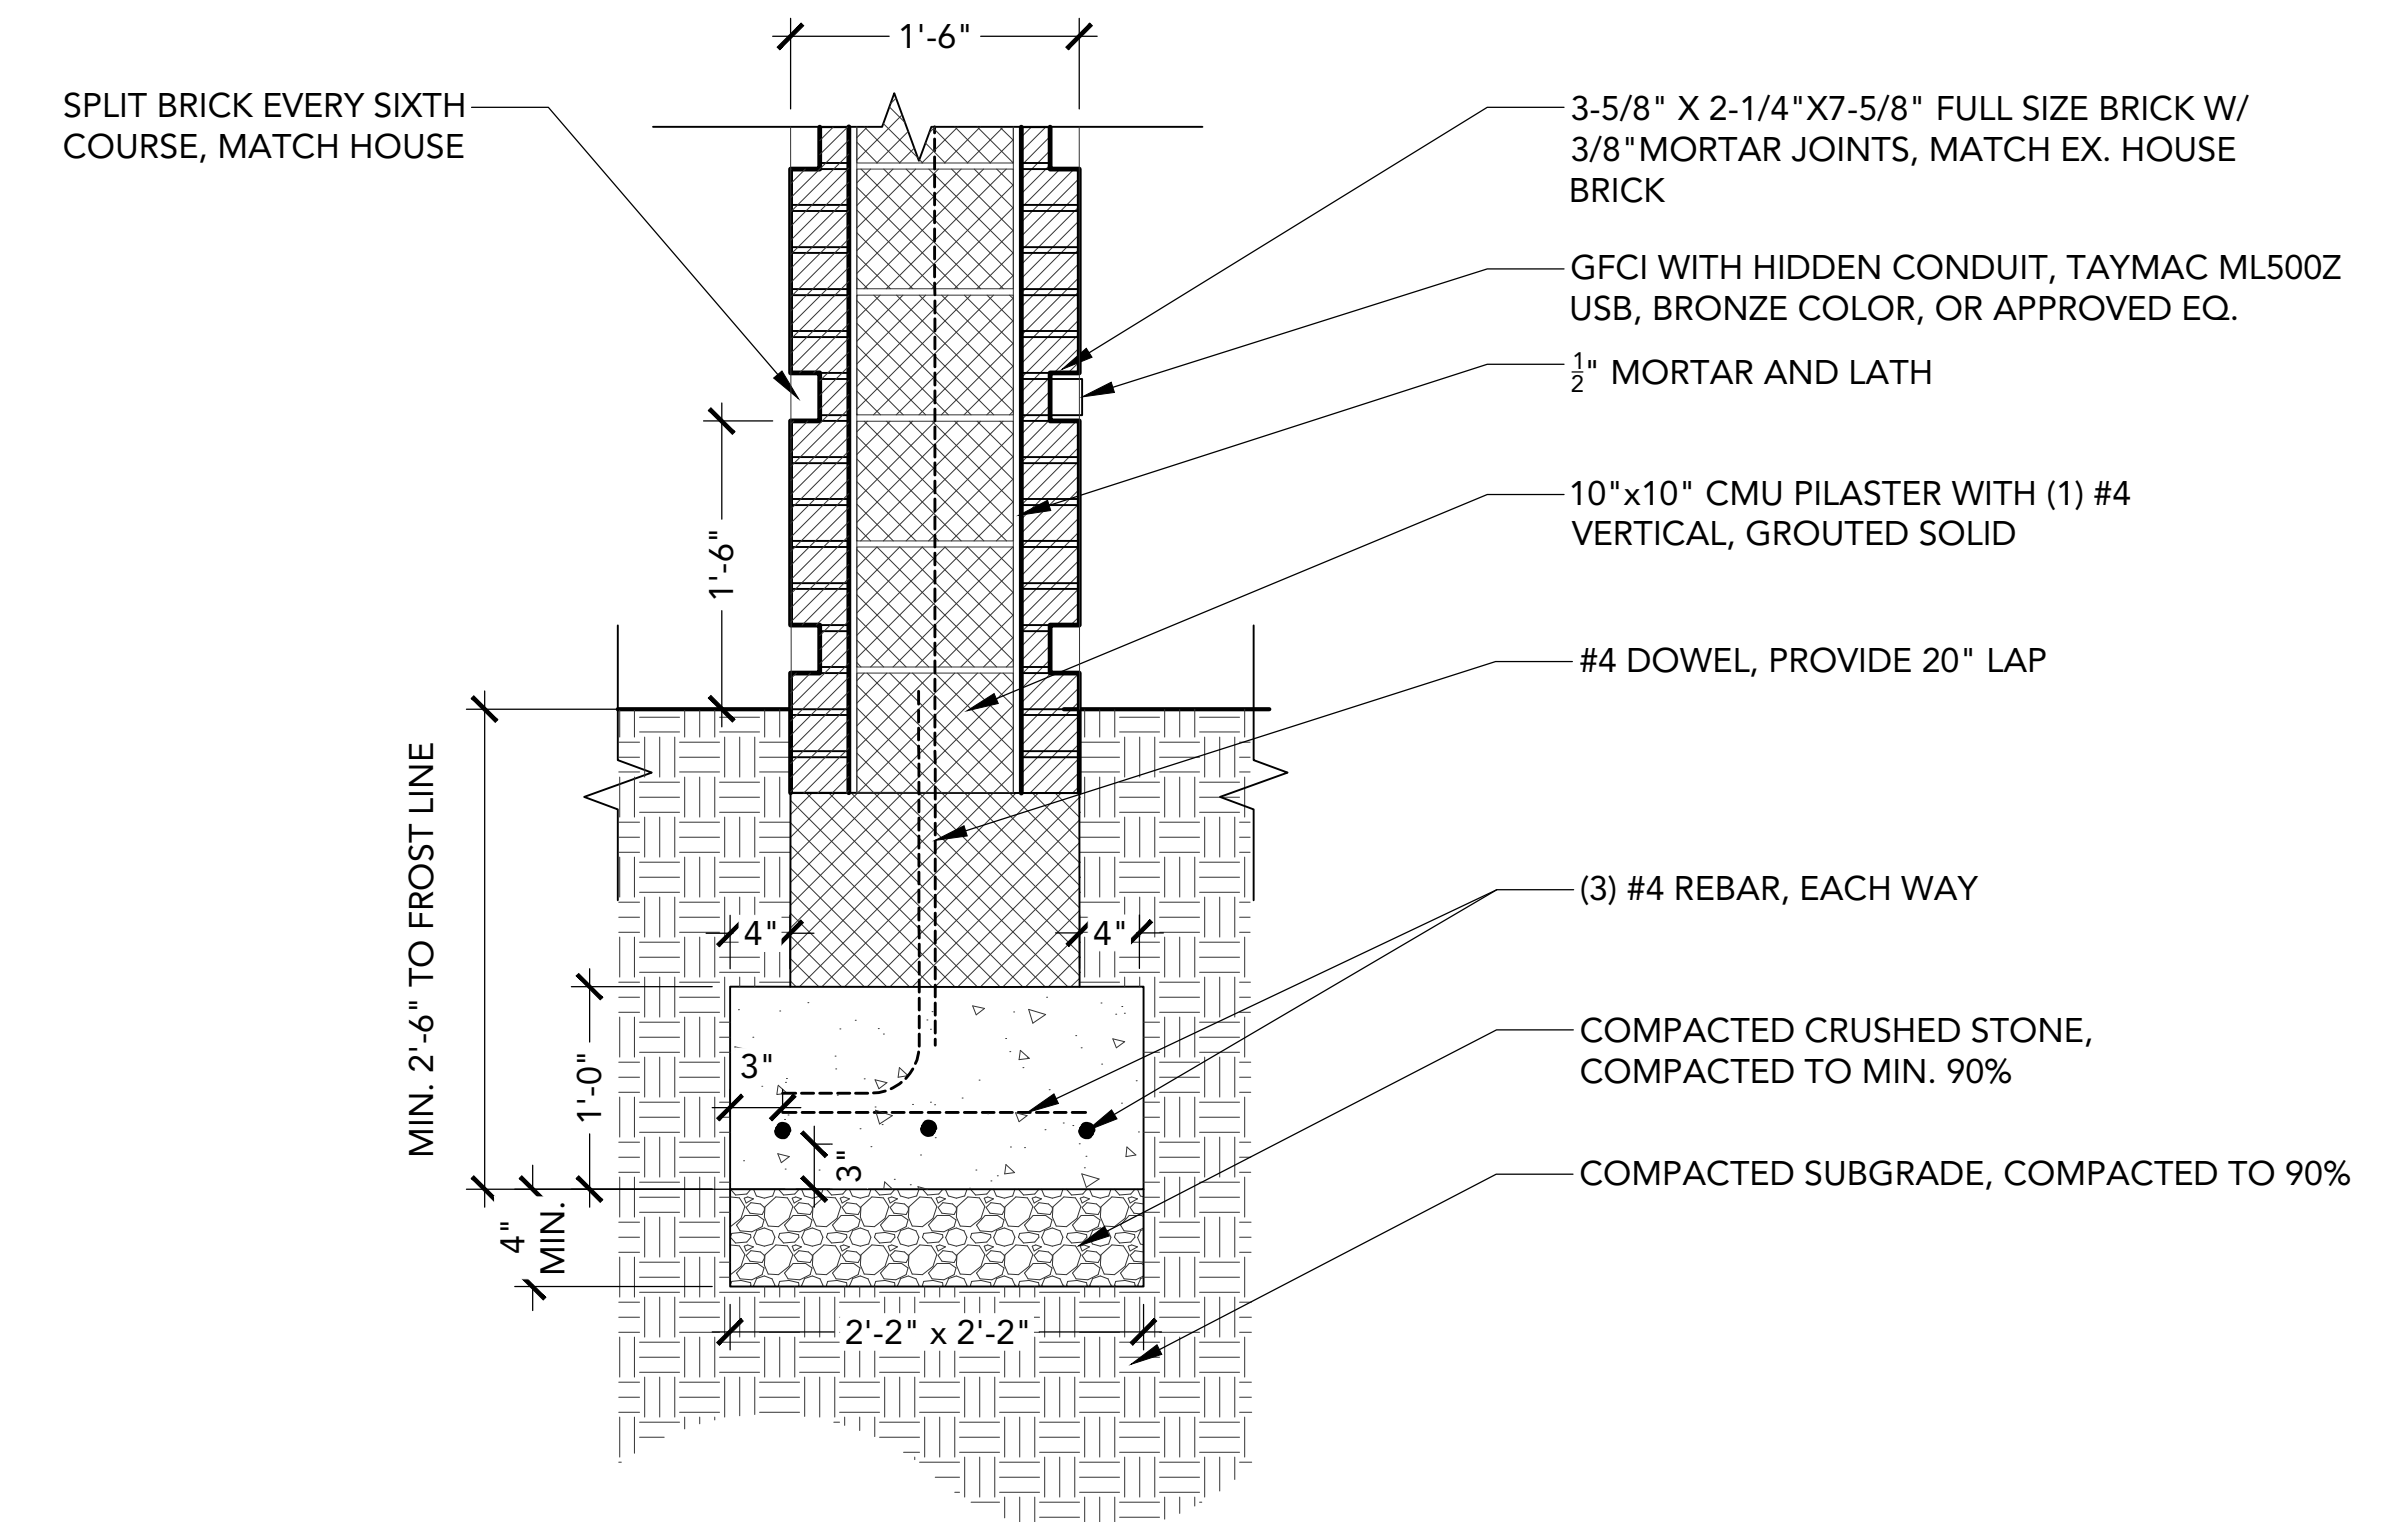 1'-6"
SPLIT BRICK EVERY SIXTH
COURSE, MATCH HOUSE
3-5/8" X 2-1/4"X7-5/8" FULL SIZE BRICK W/
3/8"MORTAR JOINTS, MATCH EX. HOUSE
BRICK
GFCI WITH HIDDEN CONDUIT, TAYMAC ML500Z
USB, BRONZE COLOR, OR APPROVED EQ.
1/2" MORTAR AND LATH
10"x10" CMU PILASTER WITH (1) #4
VERTICAL, GROUTED SOLID
1'-6"
#4 DOWEL, PROVIDE 20" LAP
MIN. 2'-6" TO FROST LINE
(3) #4 REBAR, EACH WAY
4"
4"
1'-0"
3"
3"
COMPACTED CRUSHED STONE,
COMPACTED TO MIN. 90%
COMPACTED SUBGRADE, COMPACTED TO 90%
4"
MIN.
2'-2" x 2'-2"